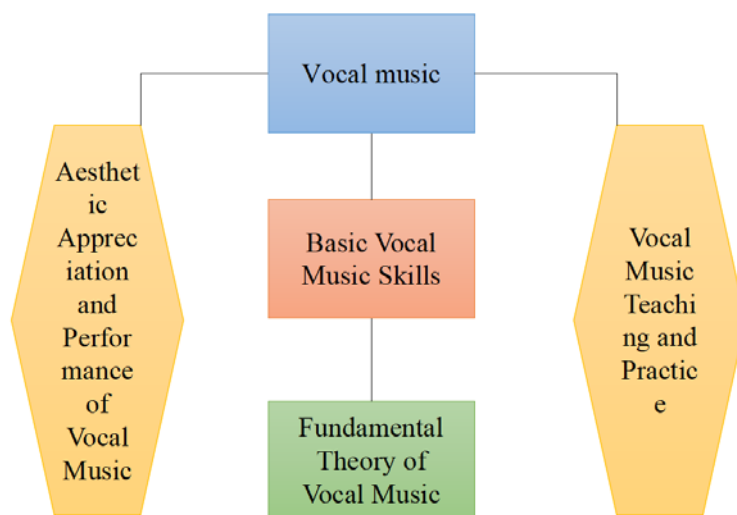 Vocal music
Aesthet
ic
Apprec
iation
and
Perfor
mance
of
Vocal
Music
Basic Vocal
Music Skills
Fundamental
Theory of
Vocal Music
Vocal
Music
Teachi
ng and
Practic
e